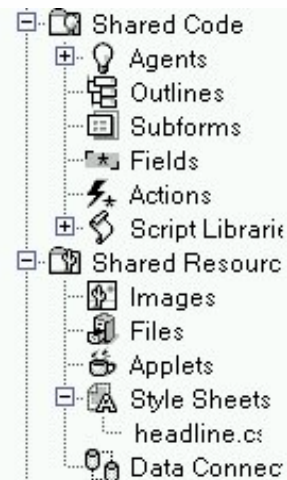 Shared Code
Agents
Outlines
Subforms
Fields
Actions
Script Librarie
Shared Resourc
Images
Files
Applets
Style Sheets
headline.cs
Data Connec